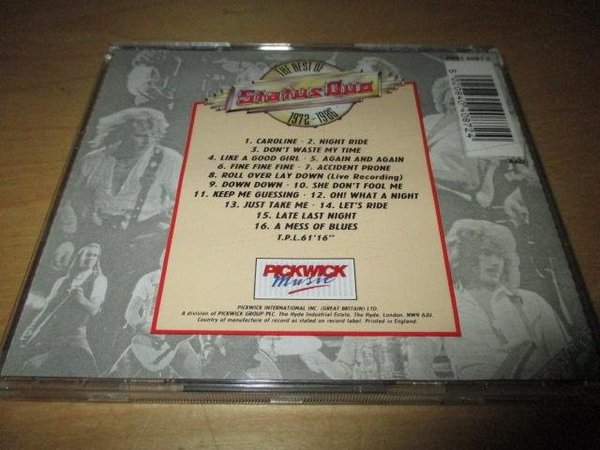 THE BEST OF
Status Quo
1972-1986
1. CAROLINE · 2. NIGHT RIDE
3. DON'T WASTE MY TIME
4. LIKE A GOOD GIRL · 5. AGAIN AND AGAIN
6. FINE FINE FINE · 7. ACCIDENT PRONE
8. ROLL OVER LAY DOWN (Live Recording)
9. DOWN DOWN · 10. SHE DON'T FOOL ME
11. KEEP ME GUESSING · 12. OH! WHAT A NIGHT
13. JUST TAKE ME · 14. LET'S RIDE
15. LATE LAST NIGHT
16. A MESS OF BLUES
T.P.L.61'16"
PICKWICK
Music
PICKWICK INTERNATIONAL INC. (GREAT BRITAIN) LTD
A division of PICKWICK GROUP PLC. The Hyde Industrial Estate, The Hyde, London. NW9 6JU.
Country of manufacture of record as stated on record label. Printed in England.